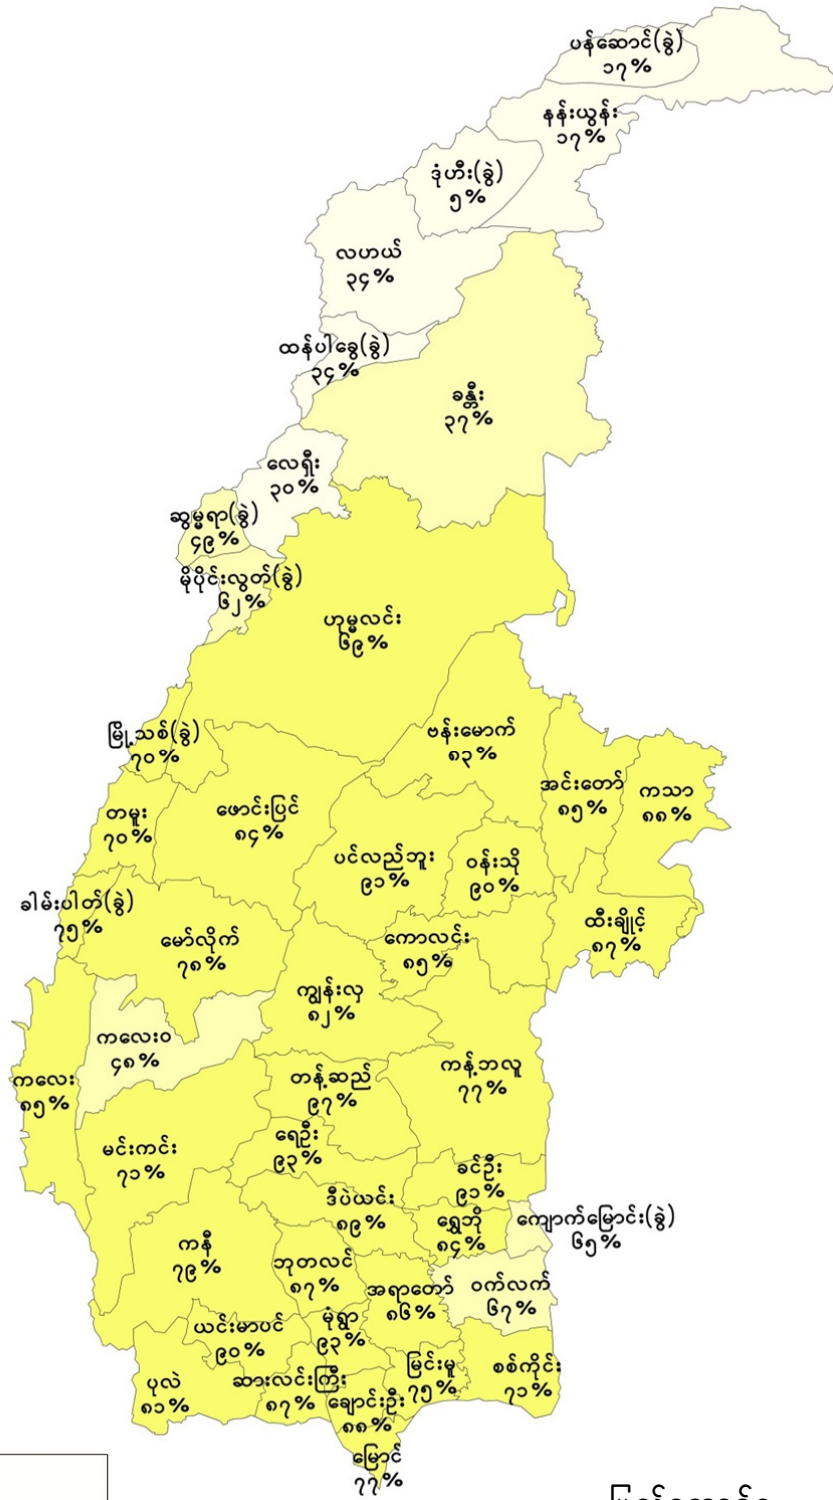 ပန်ဆောင်(ခွဲ)
၁၇%
နန်းယွန်း
၁၇%
ဒုံဟီး(ခွဲ)
၅%
လဟယ်
၃၄%
ထန်ပါခွေ(ခွဲ)
၃၄%
ခန္တီး
၃၇%
လေရှီး
၃၀%
ဆွမ္မရာ(ခွဲ)
၄၉%
မိုပိုင်းလွတ်(ခွဲ)
၆၂%
ဟုမ္မလင်း
၆၉%
မြို့သစ်(ခွဲ)
၇၀%
ဗန်းမောက်
၈၃%
အင်းတော်
၈၅%
ကသာ
၈၈%
တမူး
၇၀%
ဖောင်းပြင်
၈၄%
ပင်လည်ဘူး
၉၁%
ဝန်းသို
၉၀%
ခါမ်းပါတ်(ခွဲ)
၇၅%
မော်လိုက်
၇၈%
ကောလင်း
၈၅%
ထီးချိုင့်
၈၇%
ကျွန်းလှ
၈၂%
ကလေးဝ
၄၈%
ကလေး
၈၅%
တန့်ဆည်
၉၇%
ကန့်ဘလူ
၇၇%
မင်းကင်း
၇၁%
ရေဦး
၉၃%
ခင်ဦး
၉၁%
ဒီပဲယင်း
၈၉%
ရွှေဘို
၈၄%
ကျောက်မြောင်း(ခွဲ)
၆၅%
ကနီ
၇၉%
ဘုတလင်
၈၇%
အရာတော်
၈၆%
ဝက်လက်
၆၇%
ယင်းမာပင်
၉၀%
မုံရွာ
၉၃%
မြင်းမူ
၇၅%
စစ်ကိုင်း
၇၁%
ပုလဲ
၈၁%
ဆားလင်းကြီး
၈၇%
ချောင်းဦး
၈၈%
မြောင်
၇၇%